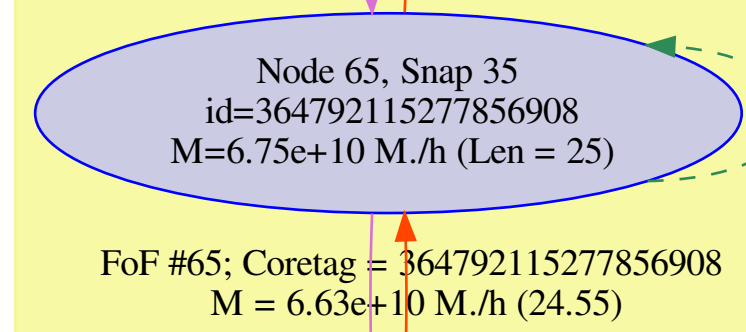 Node 65, Snap 35
id=364792115277856908
M=6.75e+10 M./h (Len = 25)
FoF #65; Coretag = 364792115277856908
M = 6.63e+10 M./h (24.55)